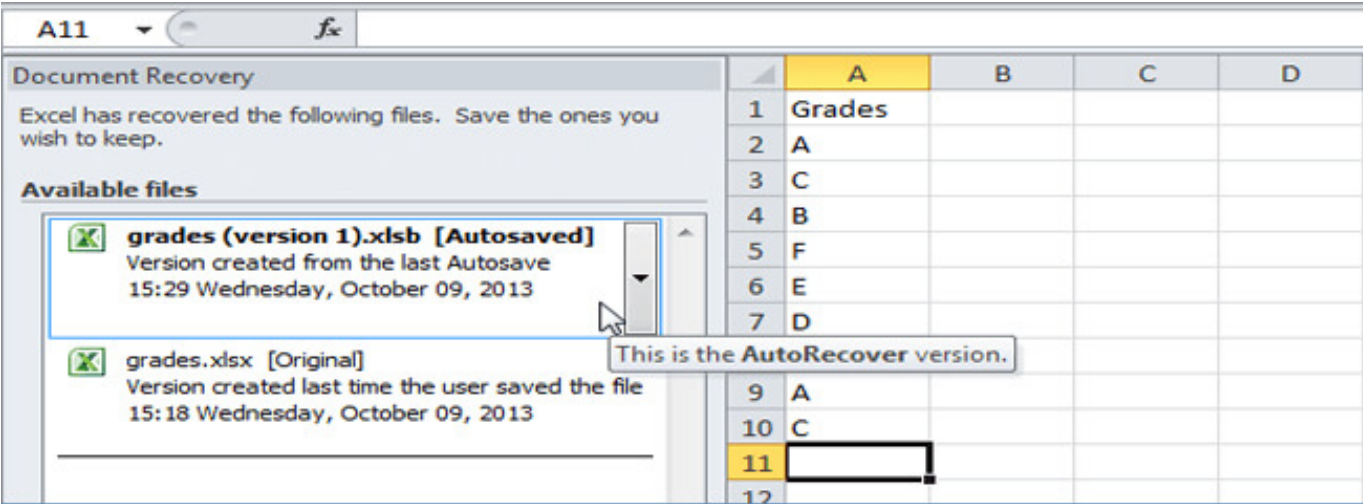 A11 fx
Document Recovery
Excel has recovered the following files. Save the ones you
wish to keep.
Available files
grades (version 1).xlsb [Autosaved]
Version created from the last Autosave
15:29 Wednesday, October 09, 2013
grades.xlsx [Original]
Version created last time the user saved the file
15:18 Wednesday, October 09, 2013
This is the AutoRecover version.
A B C D
1 Grades
2 A
3 C
4 B
5 F
6 E
7 D
9 A
10 C
11
12